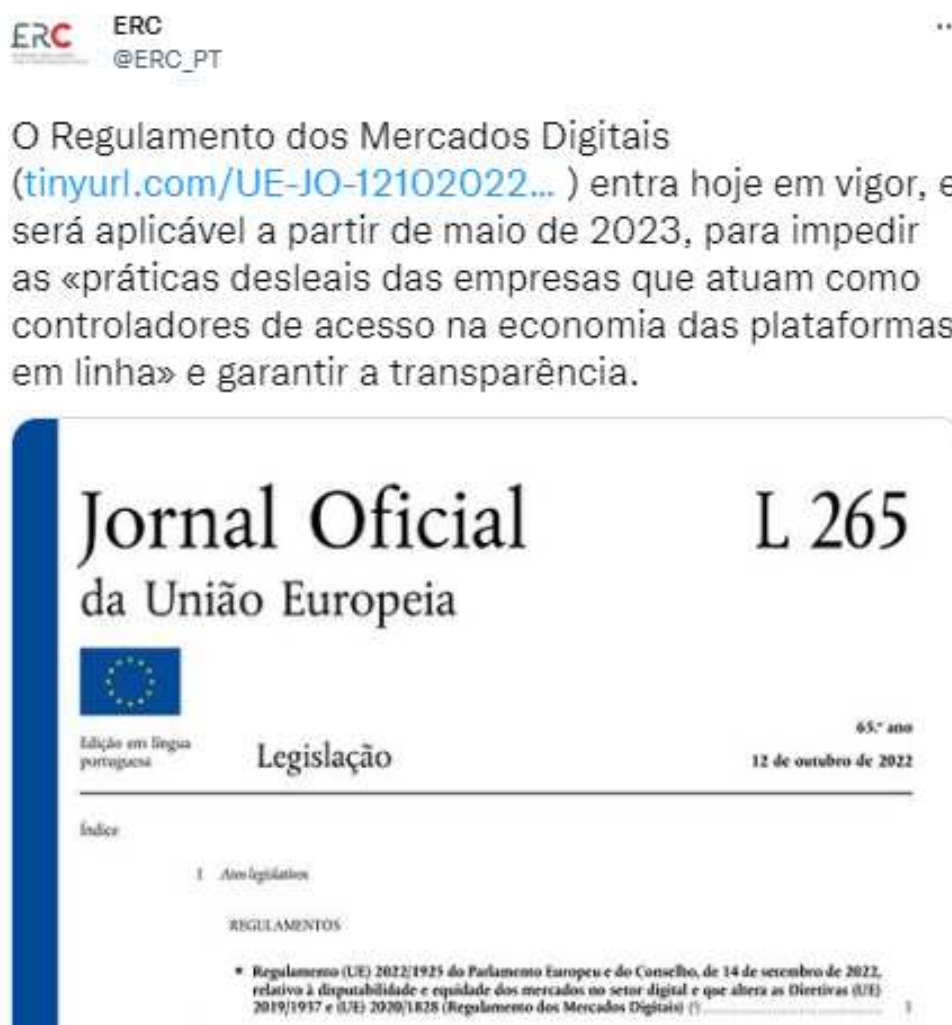 ERC
ERC
@ERC_PT
O Regulamento dos Mercados Digitais
(tinyurl.com/UE-JO-12102022... ) entra hoje em vigor, e
será aplicável a partir de maio de 2023, para impedir
as «práticas desleais das empresas que atuam como
controladores de acesso na economia das plataformas
em linha» e garantir a transparência.
Jornal Oficial L 265
da União Europeia
65.º ano
Edição em língua
portuguesa
Legislação
12 de outubro de 2022
Índice
I Atos legislativos
REGULAMENTOS
* Regulamento (UE) 2022/1925 do Parlamento Europeu e do Conselho, de 14 de setembro de 2022,
relativo à disputabilidade e equidade dos mercados no setor digital e que altera as Diretivas (UE)
2019/1937 e (UE) 2020/1828 (Regulamento dos Mercados Digitais) (1) 1